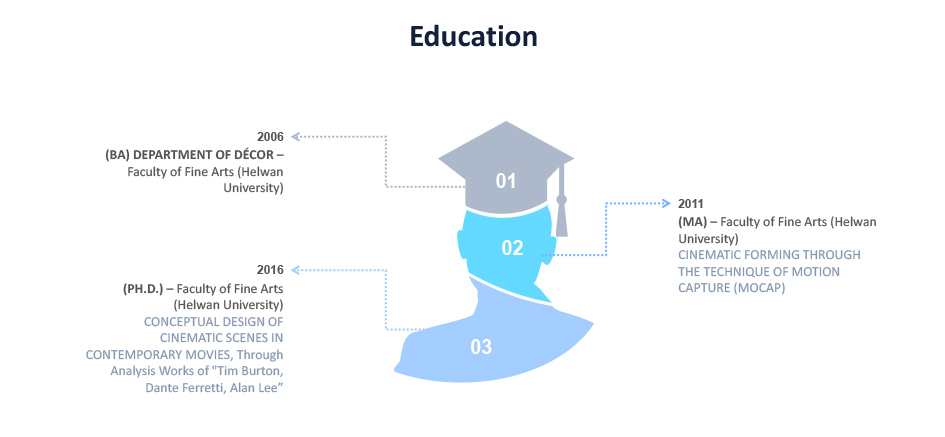 Education
2006
(BA) DEPARTMENT OF DÉCOR –
Faculty of Fine Arts (Helwan
University)
01
2011
(MA) – Faculty of Fine Arts (Helwan
University)
CINEMATIC FORMING THROUGH
THE TECHNIQUE OF MOTION
CAPTURE (MOCAP)
02
2016
(PH.D.) – Faculty of Fine Arts
(Helwan University)
CONCEPTUAL DESIGN OF
CINEMATIC SCENES IN
CONTEMPORARY MOVIES, Through
Analysis Works of "Tim Burton,
Dante Ferretti, Alan Lee”
03